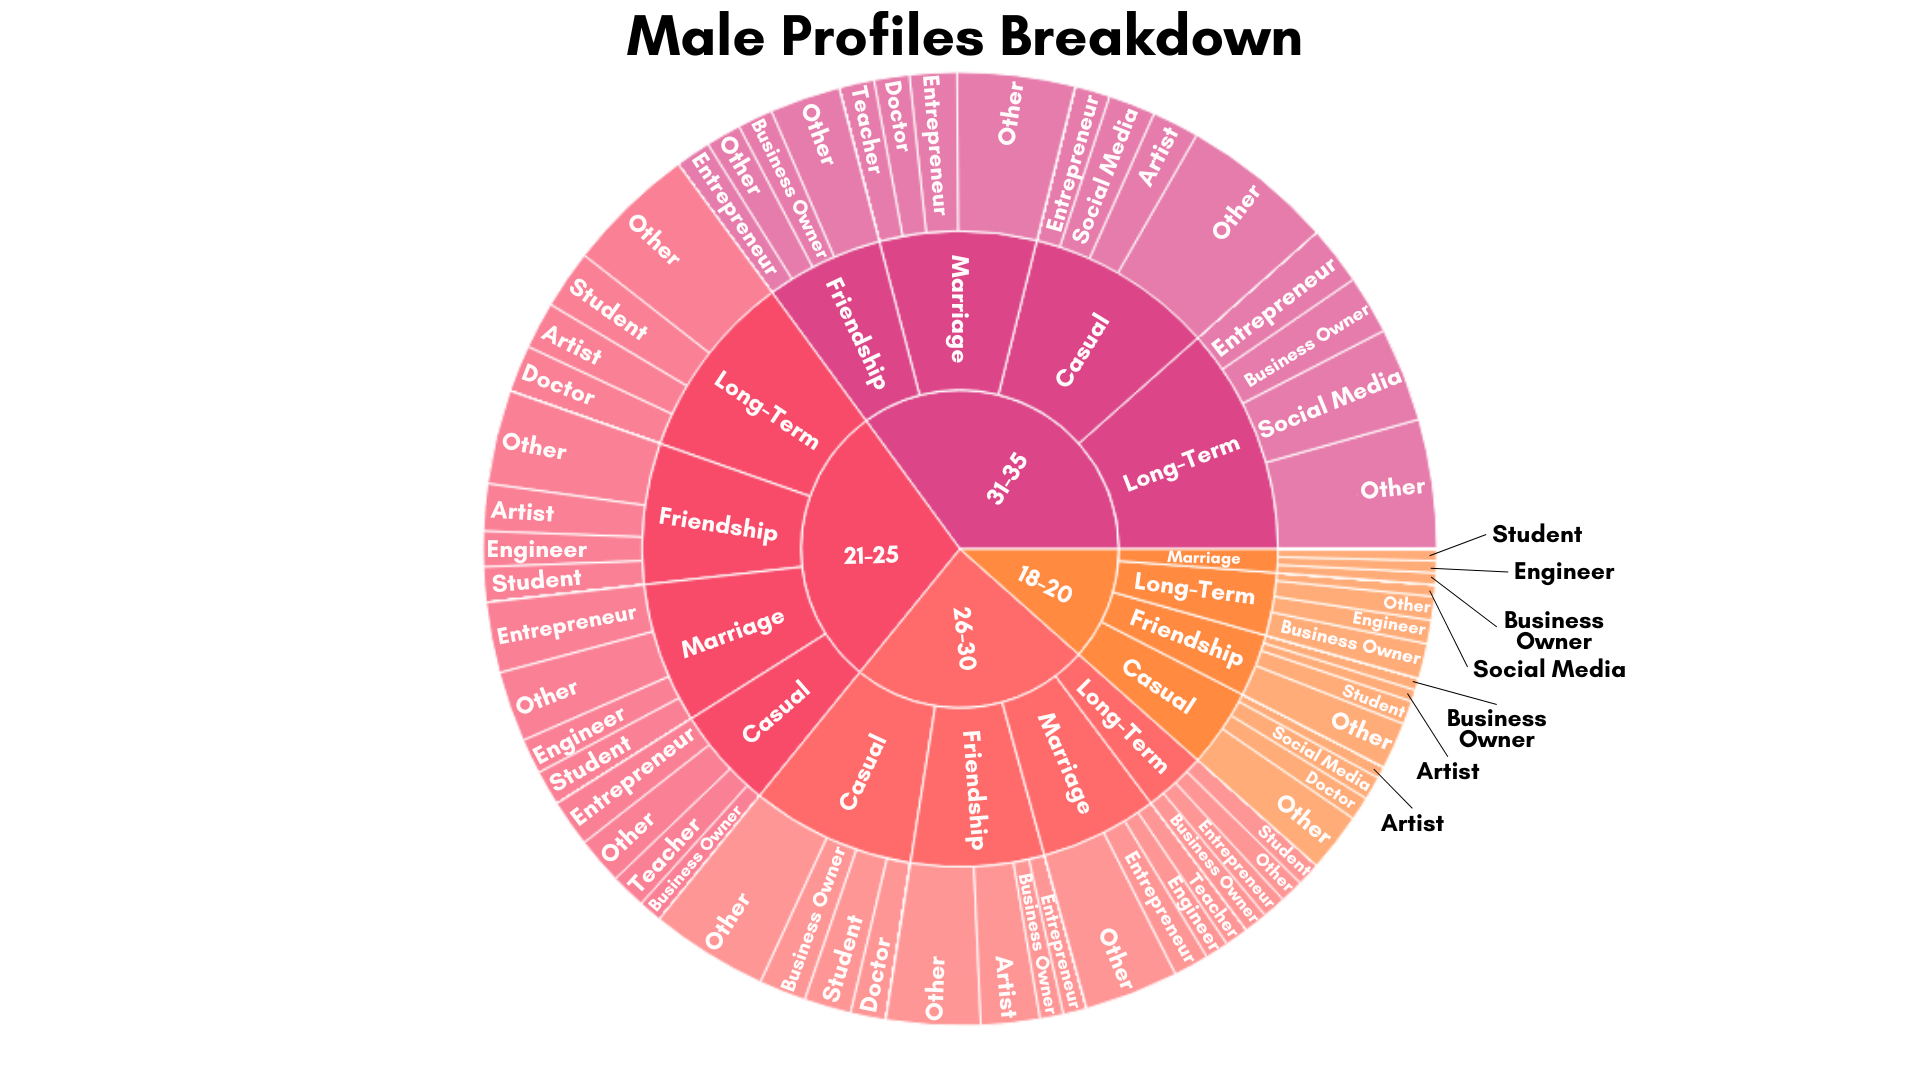 Male Profiles Breakdown
31-35
Friendship
Entrepreneur
Other
Business Owner
Other
Marriage
Teacher
Doctor
Entrepreneur
Other
Casual
Entrepreneur
Social Media
Artist
Other
Long-Term
Entrepreneur
Business Owner
Social Media
Other
18-20
Marriage
Student
Engineer
Business
Owner
Long-Term
Social Media
Other
Engineer
Business Owner
Friendship
Business
Owner
Artist
Student
Other
Casual
Artist
Social Media
Doctor
Other
26-30
Long-Term
Student
Other
Entrepreneur
Business Owner
Marriage
Teacher
Engineer
Entrepreneur
Other
Friendship
Entrepreneur
Business Owner
Artist
Other
Casual
Doctor
Student
Business Owner
Other
21-25
Casual
Business Owner
Teacher
Other
Entrepreneur
Marriage
Student
Engineer
Other
Entrepreneur
Friendship
Student
Engineer
Artist
Other
Long-Term
Doctor
Artist
Student
Other